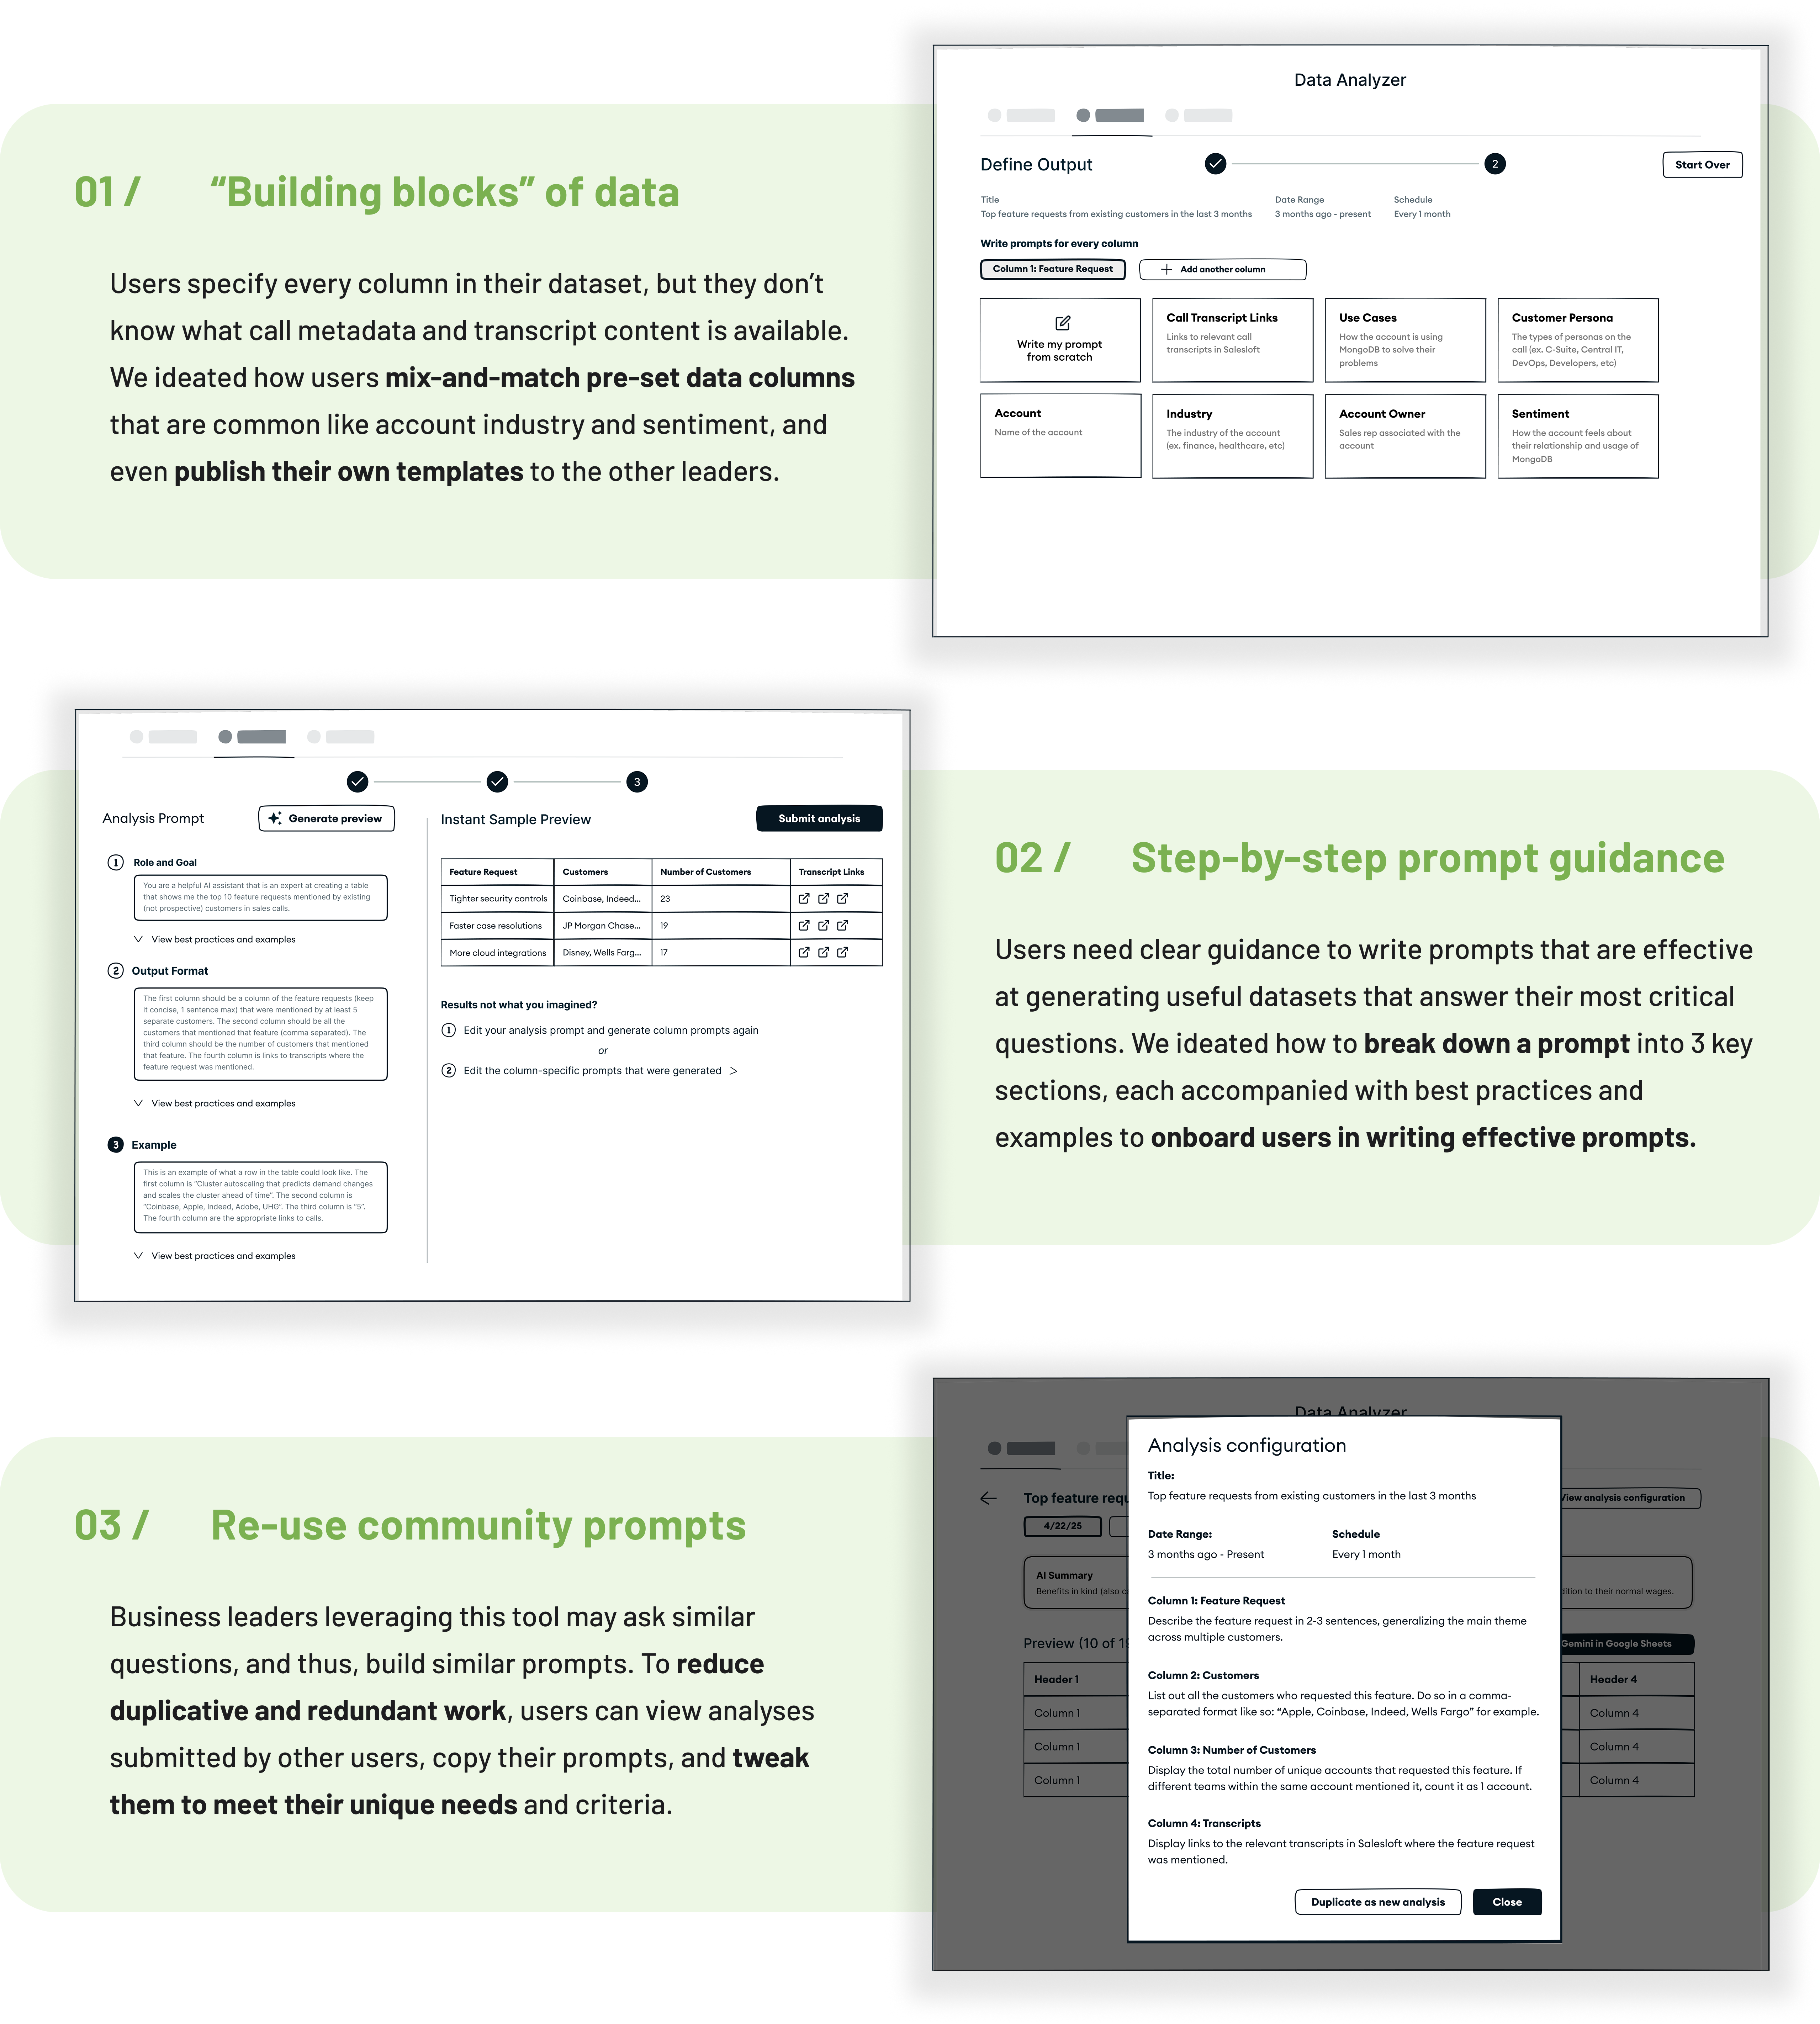 01 /
“Building blocks” of data
Users specify every column in their dataset, but they don’t
know what call metadata and transcript content is available.
We ideated how users mix-and-match pre-set data columns
that are common like account industry and sentiment, and
even publish their own templates to the other leaders.
Data Analyzer
Define Output
2
Start Over
Title
Top feature requests from existing customers in the last 3 months
Date Range
3 months ago - present
Schedule
Every 1 month
Write prompts for every column
Column 1: Feature Request
Add another column
Write my prompt
from scratch
Call Transcript Links
Links to relevant call
transcripts in Salesloft
Use Cases
How the account is using
MongoDB to solve their
problems
Customer Persona
The types of personas on the
call (ex. C-Suite, Central IT,
DevOps, Developers, etc)
Account
Name of the account
Industry
The industry of the account
(ex. finance, healthcare, etc)
Account Owner
Sales rep associated with the
account
Sentiment
How the account feels about
their relationship and usage of
MongoDB
3
Analysis Prompt
Generate preview
1 Role and Goal
You are a helpful AI assistant that is an expert at creating a table
that shows me the top 10 feature requests mentioned by existing
(not prospective) customers in sales calls.
View best practices and examples
2 Output Format
The first column should be a column of the feature requests (keep
it concise, 1 sentence max) that were mentioned by at least 5
separate customers. The second column should be all the
customers that mentioned that feature (comma separated). The
third column should be the number of customers that mentioned
that feature. The fourth column is links to transcripts where the
feature request was mentioned.
View best practices and examples
3 Example
This is an example of what a row in the table could look like. The
first column is “Cluster autoscaling that predicts demand changes
and scales the cluster ahead of time”. The second column is
“Coinbase, Apple, Indeed, Adobe, UHG”. The third column is “5”.
The fourth column are the appropriate links to calls.
View best practices and examples
Instant Sample Preview
Submit analysis
Feature Request Customers Number of Customers Transcript Links
Tighter security controls Coinbase, Indeed... 23
Faster case resolutions JP Morgan Chase... 19
More cloud integrations Disney, Wells Farg... 17
Results not what you imagined?
1 Edit your analysis prompt and generate column prompts again
or
2 Edit the column-specific prompts that were generated >
02 /
Step-by-step prompt guidance
Users need clear guidance to write prompts that are effective
at generating useful datasets that answer their most critical
questions. We ideated how to break down a prompt into 3 key
sections, each accompanied with best practices and
examples to onboard users in writing effective prompts.
03 /
Re-use community prompts
Business leaders leveraging this tool may ask similar
questions, and thus, build similar prompts. To reduce
duplicative and redundant work, users can view analyses
submitted by other users, copy their prompts, and tweak
them to meet their unique needs and criteria.
Data Analyzer
Top feature requ
View analysis configuration
4/22/25
AI Summary
Benefits in kind (also c
dition to their normal wages.
Preview (10 of 19
Gemini in Google Sheets
Header 1
Header 4
Column 1
Column 4
Column 1
Column 4
Column 1
Column 4
Analysis configuration
Title:
Top feature requests from existing customers in the last 3 months
Date Range:
3 months ago - Present
Schedule
Every 1 month
Column 1: Feature Request
Describe the feature request in 2-3 sentences, generalizing the main theme
across multiple customers.
Column 2: Customers
List out all the customers who requested this feature. Do so in a comma-
separated format like so: “Apple, Coinbase, Indeed, Wells Fargo” for example.
Column 3: Number of Customers
Display the total number of unique accounts that requested this feature. If
different teams within the same account mentioned it, count it as 1 account.
Column 4: Transcripts
Display links to the relevant transcripts in Salesloft where the feature request
was mentioned.
Duplicate as new analysis
Close